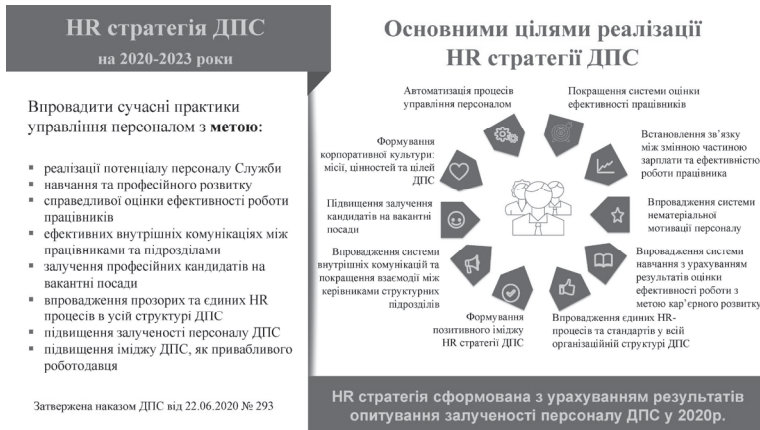 HR стратегія ДПС
на 2020-2023 роки
Впровадити сучасні практики
управління персоналом з метою:
▪ реалізації потенціалу персоналу Служби
▪ навчання та професійного розвитку
▪ справедливої оцінки ефективності роботи
працівників
▪ ефективних внутрішніх комунікаціях між
працівниками та підрозділами
▪ залучення професійних кандидатів на
вакантні посади
▪ впровадження прозорих та єдиних HR
процесів в усій структурі ДПС
▪ підвищення залученості персоналу ДПС
▪ підвищення іміджу ДПС, як привабливого
роботодавця
Затвержена наказом ДПС від 22.06.2020 № 293
Основними цілями реалізації
HR стратегії ДПС
Автоматизація процесів
управління персоналом
Покращення системи оцінки
ефективності працівників
Формування
корпоративної культури:
місії, цінностей та цілей
ДПС
Встановлення зв’язку
між змінною частиною
зарплати та ефективністю
роботи працівника
Підвищення залучення
кандидатів на вакантні
посади
Впровадження системи
нематеріальної
мотивації персоналу
Впровадження системи
внутрішніх комунікацій та
покращення взаємодії між
керівниками структурних
підрозділів
Впровадження системи
навчання з урахуванням
результатів оцінки
ефективності роботи з
метою кар’єрного розвитку
Формування
позитивного іміджу
HR стратегії ДПС
Впровадження єдиних HR-
процесів та стандартів у всій
організаційній структурі ДПС
HR стратегія сформована з урахуванням результатів
опитування залученості персоналу ДПС у 2020р.